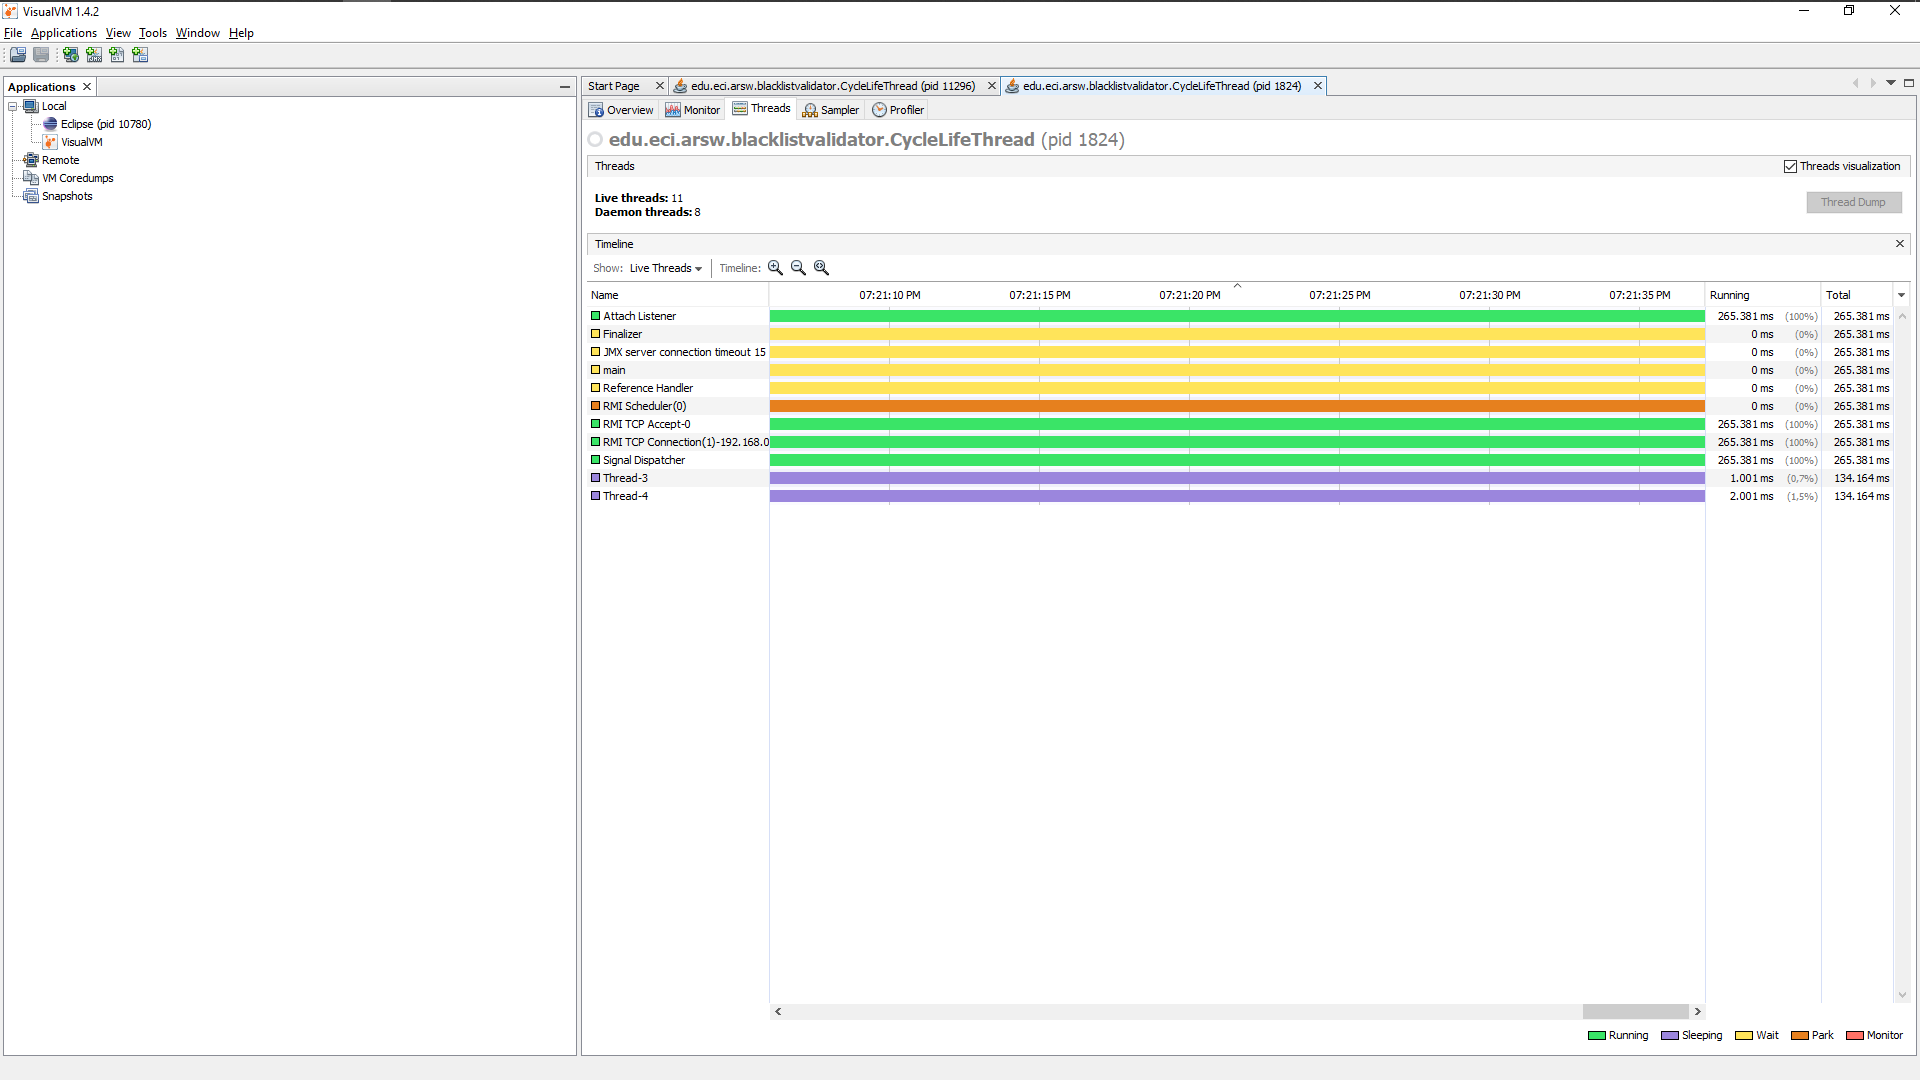 VisualVM 1.4.2
File Applications View Tools Window Help
Applications
Local
Eclipse (pid 10780)
VisualVM
Remote
VM Coredumps
Snapshots
Start Page edu.eci.arsw.blacklistvalidator.CycleLifeThread (pid 11296) edu.eci.arsw.blacklistvalidator.CycleLifeThread (pid 1824)
Overview Monitor Threads Sampler Profiler
edu.eci.arsw.blacklistvalidator.CycleLifeThread (pid 1824)
Threads Threads visualization
Live threads: 11
Daemon threads: 8
Thread Dump
Timeline
Show: Live Threads Timeline:
Name 07:21:10 PM 07:21:15 PM 07:21:20 PM 07:21:25 PM 07:21:30 PM 07:21:35 PM Running Total
Attach Listener 265.381 ms (100%) 265.381 ms
Finalizer 0 ms (0%) 265.381 ms
JMX server connection timeout 15 0 ms (0%) 265.381 ms
main 0 ms (0%) 265.381 ms
Reference Handler 0 ms (0%) 265.381 ms
RMI Scheduler(0) 0 ms (0%) 265.381 ms
RMI TCP Accept-0 265.381 ms (100%) 265.381 ms
RMI TCP Connection(1)-192.168.0 265.381 ms (100%) 265.381 ms
Signal Dispatcher 265.381 ms (100%) 265.381 ms
Thread-3 1.001 ms (0,7%) 134.164 ms
Thread-4 2.001 ms (1,5%) 134.164 ms
Running Sleeping Wait Park Monitor